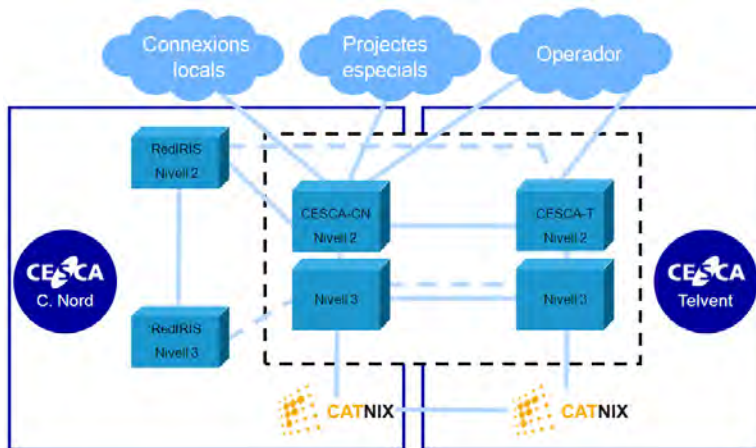 Connexions
locals
Projectes
especials
Operador
RedIRIS
Nivell 2
CESCA-CN
Nivell 2
CESCA-T
Nivell 2
CESCA
C. Nord
CESCA
Telvent
Nivell 3
Nivell 3
RedIRIS
Nivell 3
CATNIX
CATNIX